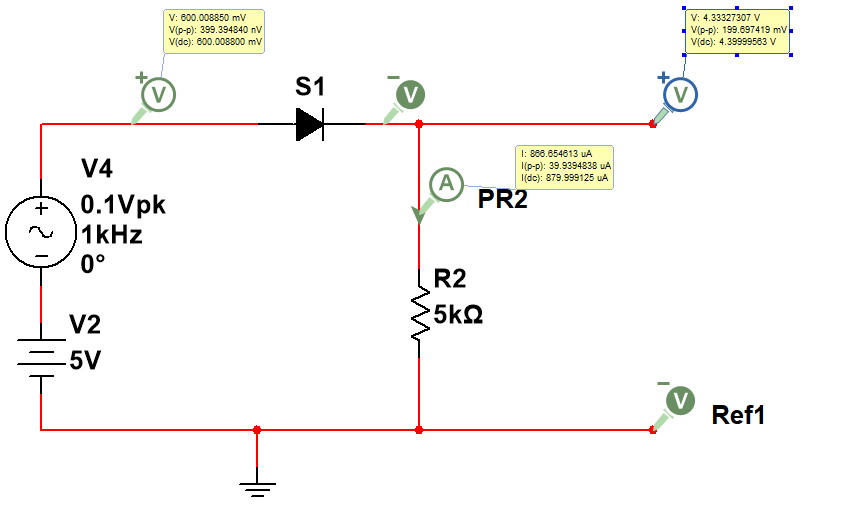 V: 600.008850 mV
V(p-p): 399.394840 nV
V(dc): 600.008800 mV
V: 4.33327307 V
V(p-p): 199.697419 mV
V(dc): 4.39999563 V
+
V
S1
−
V
+
V
I: 866.654613 uA
I(p-p): 39.9394838 uA
I(dc): 879.999125 uA
A
PR2
V4
0.1Vpk
1kHz
0°
+
−
R2
5kΩ
V2
5V
−
V
Ref1